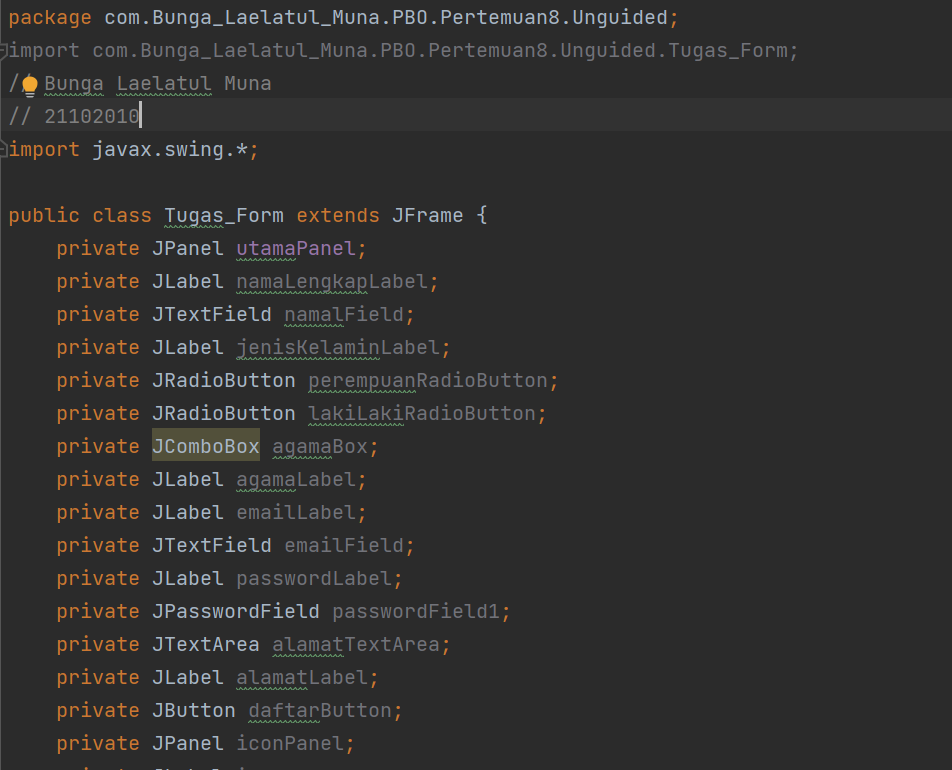 package com.Bunga_Laelatul_Muna.PBO.Pertemuan8.Unguided;
import com.Bunga_Laelatul_Muna.PBO.Pertemuan8.Unguided.Tugas_Form;
// Bunga Laelatul Muna
// 21102010
import javax.swing.*;
public class Tugas_Form extends JFrame {
private JPanel utamaPanel;
private JLabel namaLengkapLabel;
private JTextField namalField;
private JLabel jenisKelaminLabel;
private JRadioButton perempuanRadioButton;
private JRadioButton lakiLakiRadioButton;
private JComboBox agamaBox;
private JLabel agamaLabel;
private JLabel emailLabel;
private JTextField emailField;
private JLabel passwordLabel;
private JPasswordField passwordField1;
private JTextArea alamatTextArea;
private JLabel alamatLabel;
private JButton daftarButton;
private JPanel iconPanel;